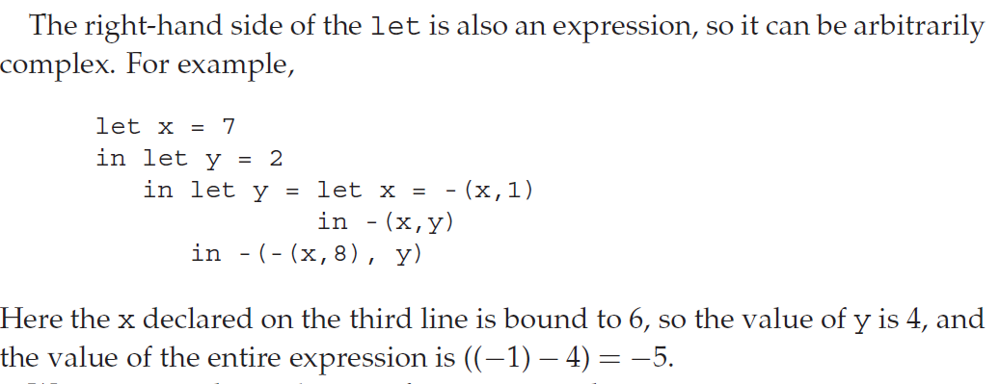 The right-hand side of the let is also an expression, so it can be arbitrarily
complex. For example,
let x = 7
in let y = 2
in let y = let x = -(x,1)
in -(x,y)
in -(-(x,8), y)
Here the x declared on the third line is bound to 6, so the value of y is 4, and
the value of the entire expression is ((−1) − 4) = −5.